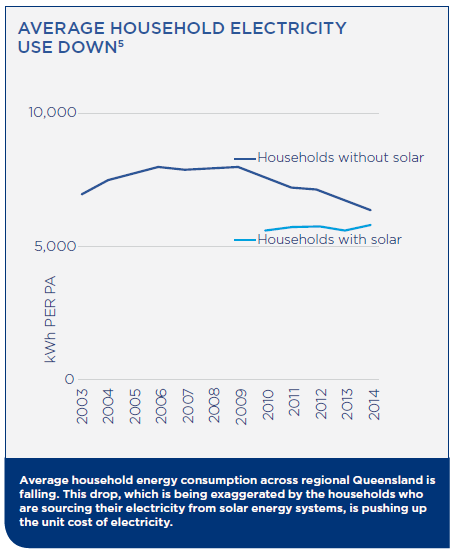 AVERAGE HOUSEHOLD ELECTRICITY
USE DOWN⁵
10,000
Households without solar
5,000
Households with solar
kWh PER PA
0
2003
2004
2005
2006
2007
2008
2009
2010
2011
2012
2013
2014
Average household energy consumption across regional Queensland is
falling. This drop, which is being exaggerated by the households who
are sourcing their electricity from solar energy systems, is pushing up
the unit cost of electricity.